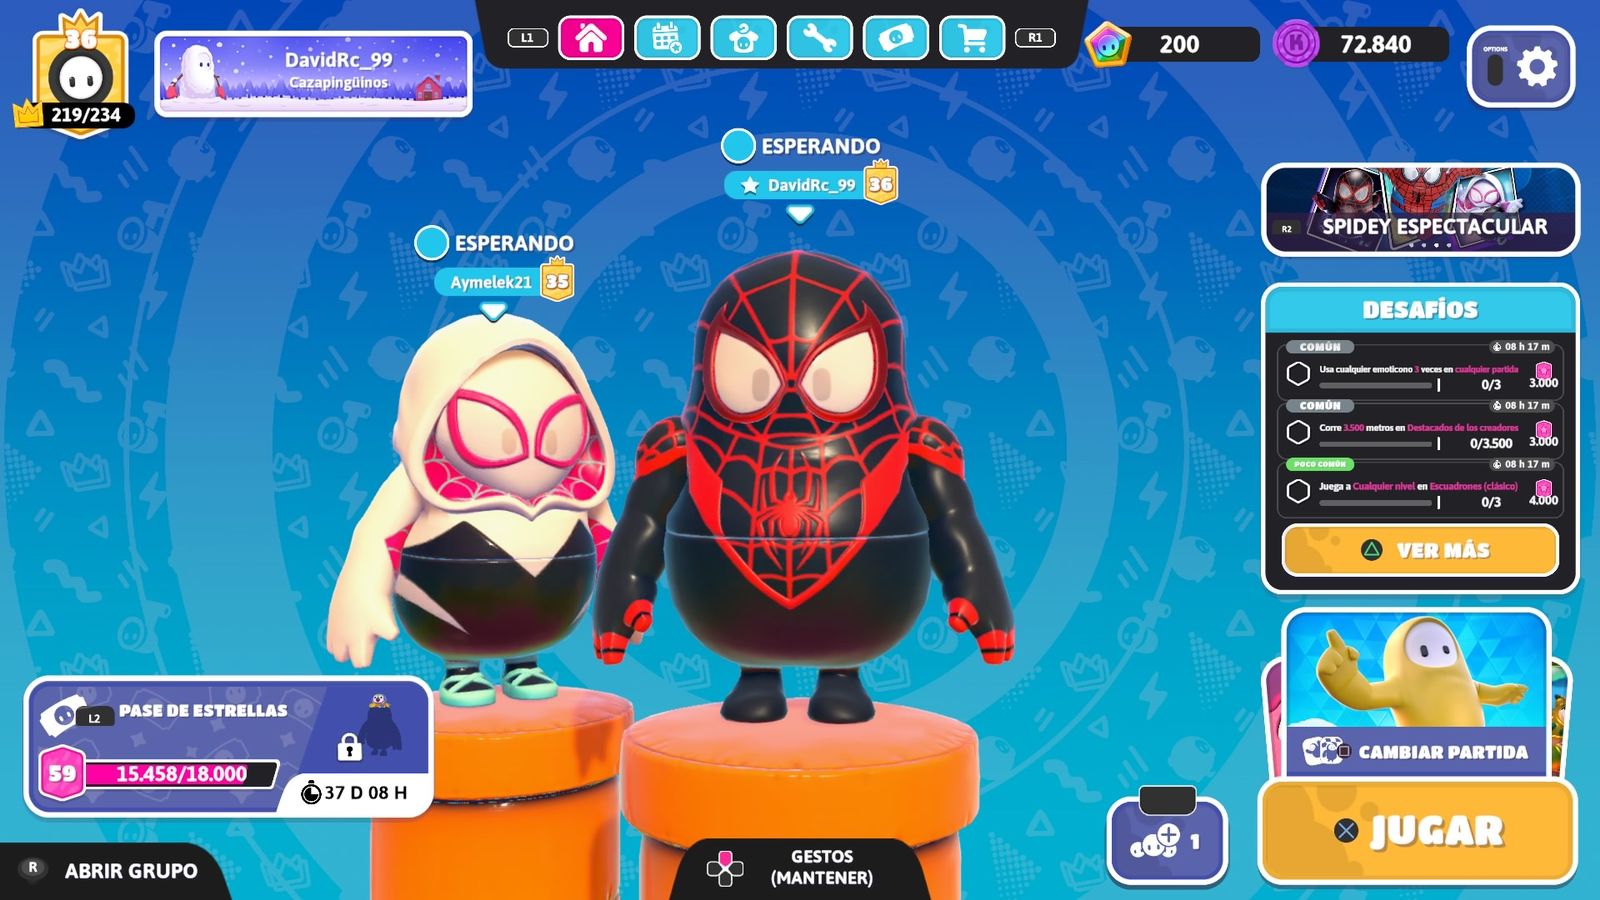 36
219/234
DavidRc_99
Cazapingüinos
L1
R1
200
K
72.840
OPTIONS
ESPERANDO
DavidRc_99
36
ESPERANDO
Aymelek21
35
R2
SPIDEY ESPECTACULAR
DESAFÍOS
COMÚN
08 h 17 m
Usa cualquier emoticono 3 veces en cualquier partida
0/3
3.000
COMÚN
08 h 17 m
Corre 3.500 metros en Destacados de los creadores
0/3.500
3.000
POCO COMÚN
08 h 17 m
Juega a Cualquier nivel en Escuadrones (clásico)
0/3
4.000
VER MÁS
CAMBIAR PARTIDA
1
JUGAR
L2
PASE DE ESTRELLAS
59
15.458/18.000
37 D 08 H
R
ABRIR GRUPO
GESTOS
(MANTENER)